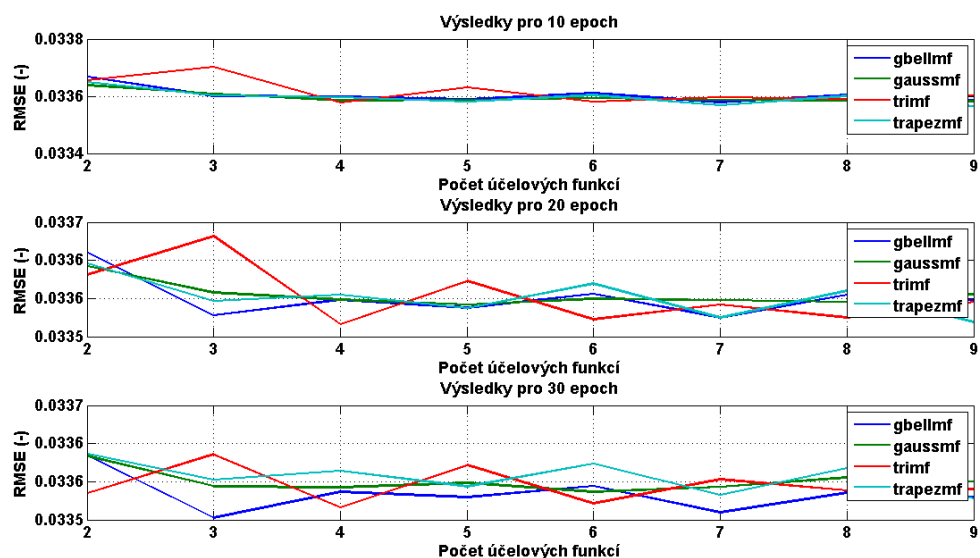 Výsledky pro 10 epoch
RMSE (-)
0.0338
0.0336
0.0334
2 3 4 5 6 7 8 9
Počet účelových funkcí
gbellmf
gaussmf
trimf
trapezmf
Výsledky pro 20 epoch
RMSE (-)
0.0337
0.0336
0.0336
0.0335
2 3 4 5 6 7 8 9
Počet účelových funkcí
gbellmf
gaussmf
trimf
trapezmf
Výsledky pro 30 epoch
RMSE (-)
0.0337
0.0336
0.0336
0.0335
2 3 4 5 6 7 8 9
Počet účelových funkcí
gbellmf
gaussmf
trimf
trapezmf